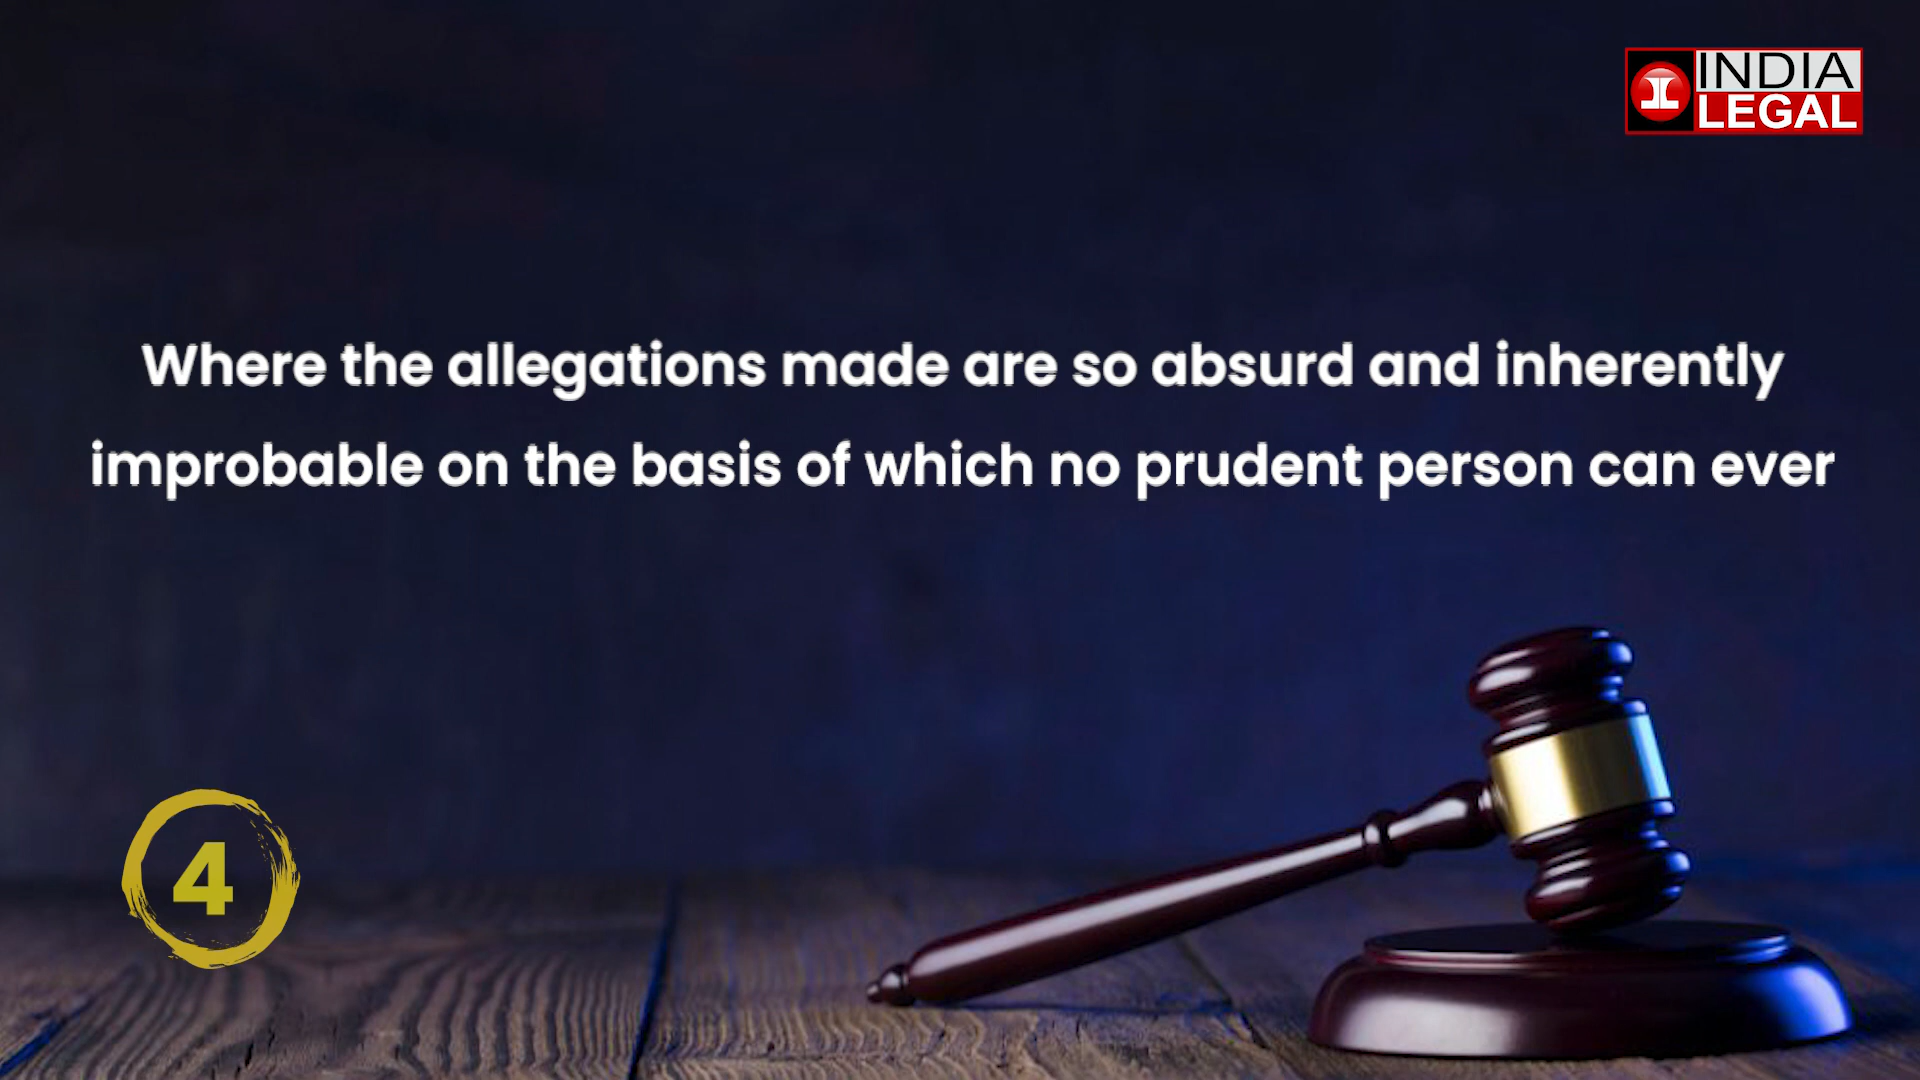 INDIA
LEGAL
Where the allegations made are so absurd and inherently
improbable on the basis of which no prudent person can ever
4